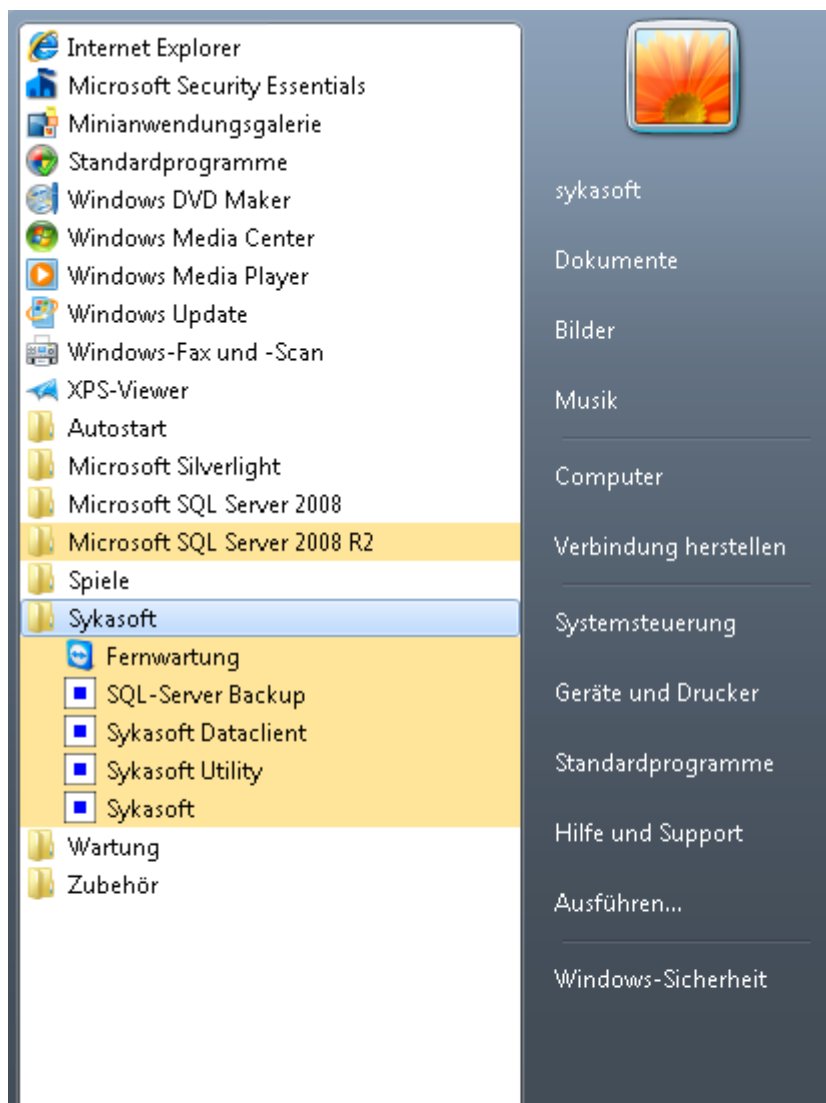 Internet Explorer
Microsoft Security Essentials
Minianwendungsgalerie
Standardprogramme
Windows DVD Maker
Windows Media Center
Windows Media Player
Windows Update
Windows-Fax und -Scan
XPS-Viewer
Autostart
Microsoft Silverlight
Microsoft SQL Server 2008
Microsoft SQL Server 2008 R2
Spiele
Sykasoft
Fernwartung
SQL-Server Backup
Sykasoft Dataclient
Sykasoft Utility
Sykasoft
Wartung
Zubehör
sykasoft
Dokumente
Bilder
Musik
Computer
Verbindung herstellen
Systemsteuerung
Geräte und Drucker
Standardprogramme
Hilfe und Support
Ausführen...
Windows-Sicherheit